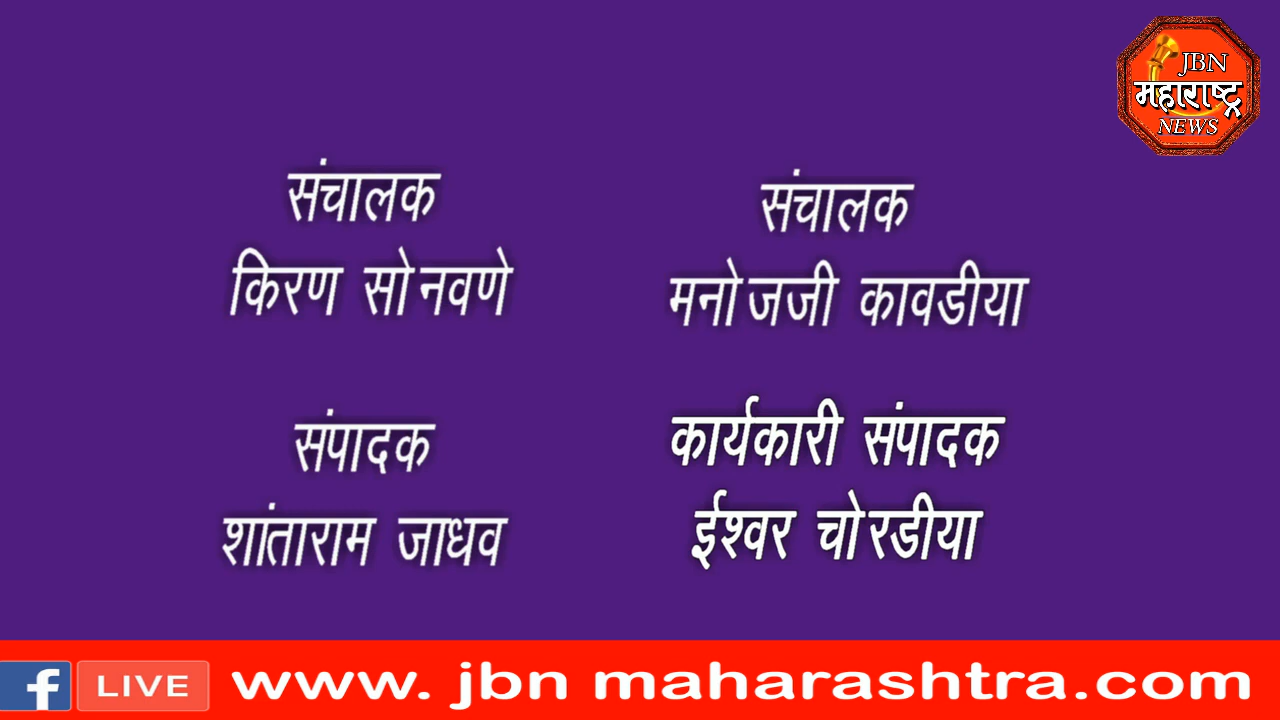 JBN
महाराष्ट्र
NEWS
संचालक
किरण सोनवणे
संचालक
मनोजजी कावडीया
संपादक
शांताराम जाधव
कार्यकारी संपादक
ईश्वर चोरडीया
f LIVE www. jbn maharashtra.com